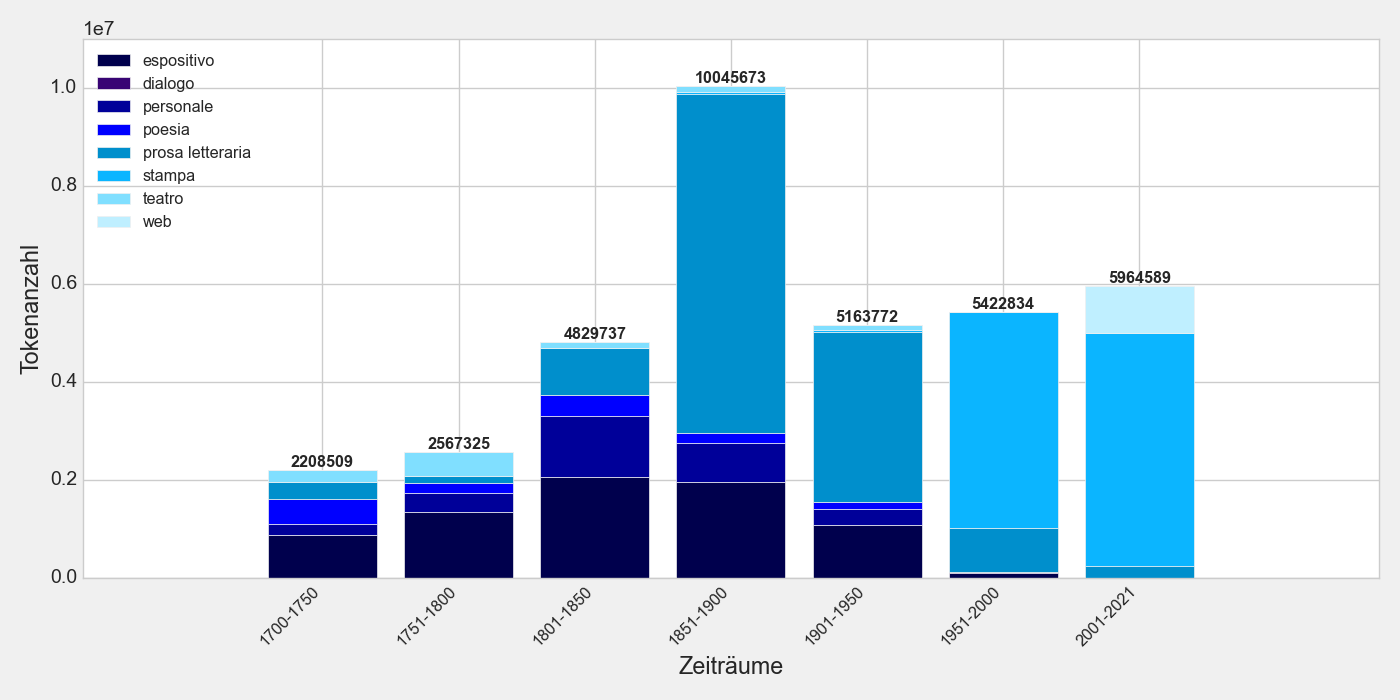 1e7
espositivo
dialogo
personale
poesia
prosa letteraria
stampa
teatro
web
1.0
0.8
0.6
0.4
0.2
0.0
Tokenanzahl
2208509
2567325
4829737
10045673
5163772
5422834
5964589
1700-1750
1751-1800
1801-1850
1851-1900
1901-1950
1951-2000
2001-2021
Zeiträume